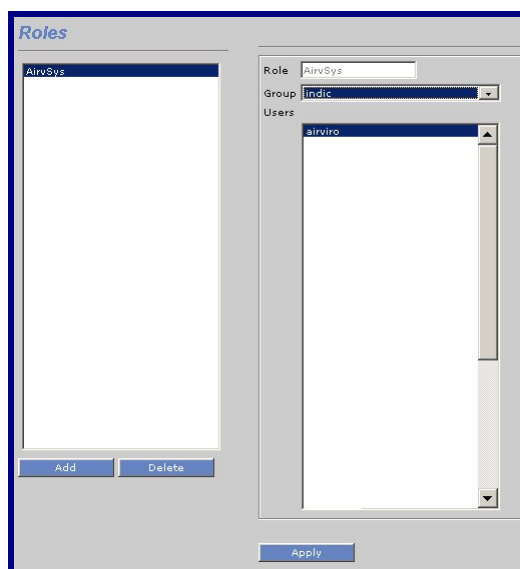 Roles
AirvSys
Add
Delete
Role AirvSys
Group indic
Users
airviro
Apply